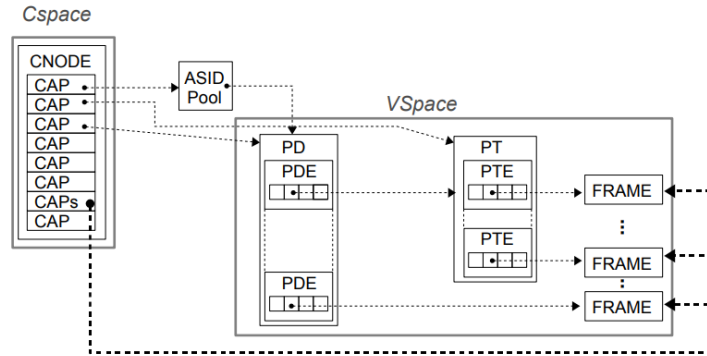 Cspace
CNODE
CAP
CAP
CAP
CAP
CAP
CAP
CAPs
CAP
ASID
Pool
VSpace
PD
PDE
PDE
PT
PTE
PTE
FRAME
FRAME
FRAME